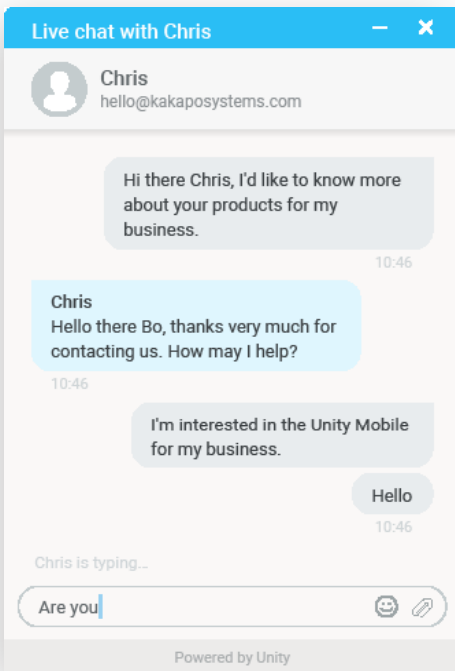 Live chat with Chris
Chris
hello@kakaposystems.com
Hi there Chris, I'd like to know more
about your products for my
business.
10:46
Chris
Hello there Bo, thanks very much for
contacting us. How may I help?
10:46
I'm interested in the Unity Mobile
for my business.
Hello
10:46
Chris is typing...
Are you
Powered by Unity